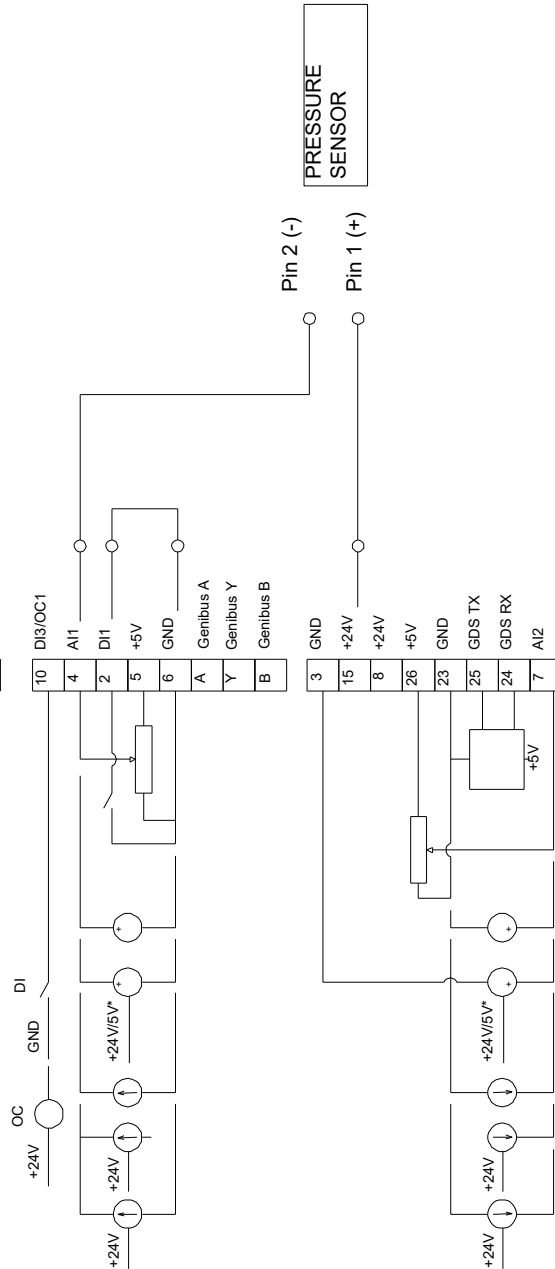 PRESSURE
SENSOR
Pin 2 (-)
Pin 1 (+)
10 DI3/OC1
4 AI1
2 DI1
5 +5V
6 GND
A Genibus A
Y Genibus Y
B Genibus B
3 GND
15 +24V
8 +24V
26 +5V
23 GND
25 GDS TX
24 GDS RX
7 AI2
+5V
DI
GND
OC
+24V
+
+
+24V/5V*
+24V
+24V
+
+
+24V/5V*
+24V
+24V